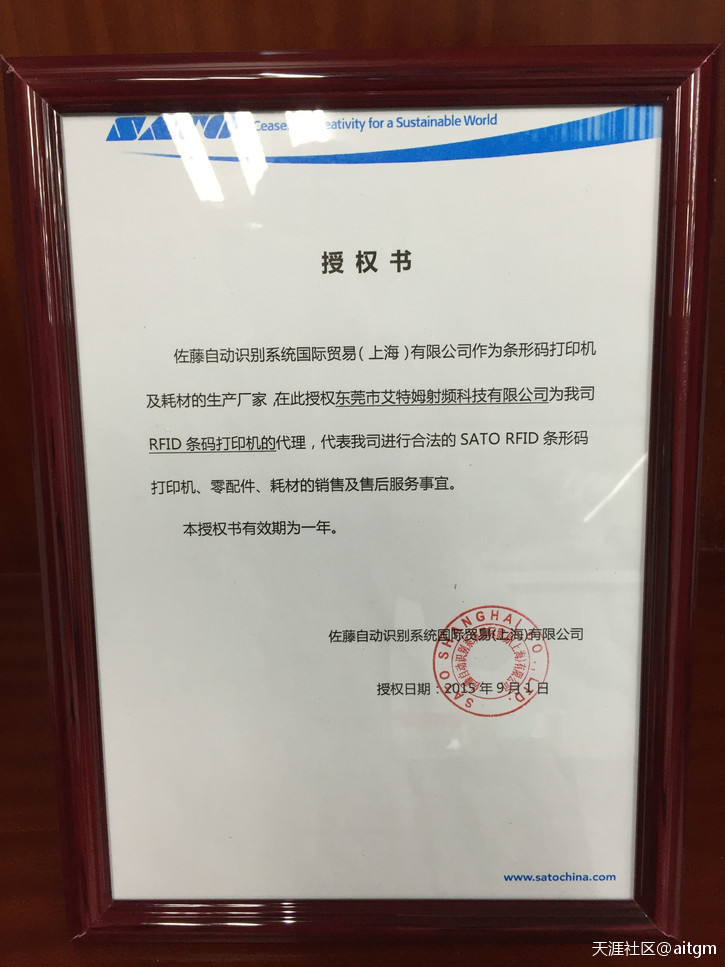 SATO Cease eativity for a Sustainable World
授权书
佐藤自动识别系统国际贸易(上海)有限公司作为条形码打印机
及耗材的生产厂家,在此授权东莞市艾特姆射频科技有限公司为我司
RFID 条码打印机的代理，代表我司进行合法的 SATO RFID 条形码
打印机、零配件、耗材的销售及售后服务事宜。
本授权书有效期为一年。
佐藤自动识别系统国际贸易(上海)有限公司
SATO SHANGHAI CO., LTD.
授权日期：2015 年 9 月 1 日
www.satochina.com
天涯社区@aitgm